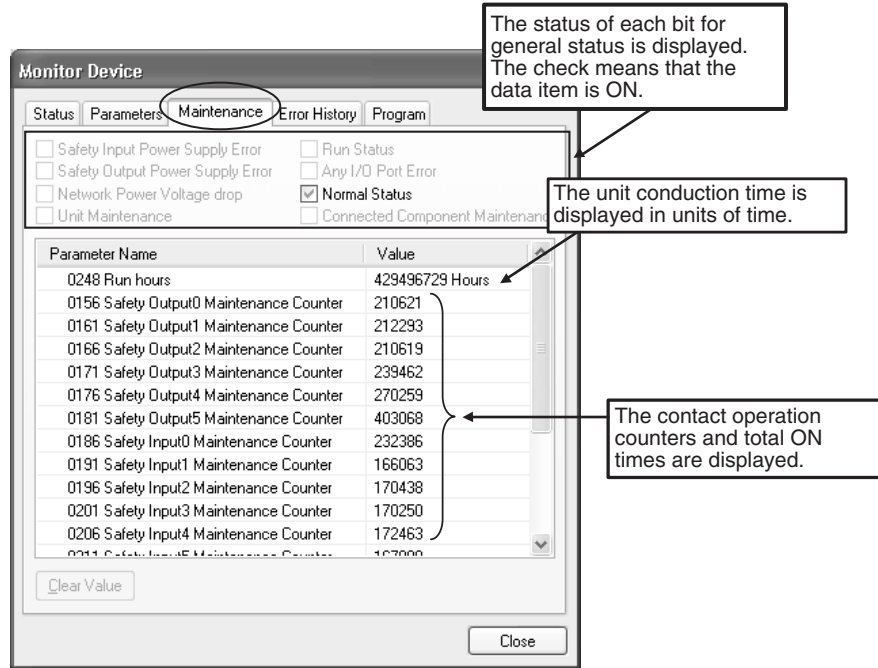 The status of each bit for
general status is displayed.
The check means that the
data item is ON.
Monitor Device
Status Parameters Maintenance Error History Program
Safety Input Power Supply Error Run Status
Safety Output Power Supply Error Any I/O Port Error
Network Power Voltage drop Normal Status
Unit Maintenance Connected Component Maintenanc
The unit conduction time is
displayed in units of time.
Parameter Name Value
0248 Run hours 429496729 Hours
0156 Safety Output0 Maintenance Counter 210621
0161 Safety Output1 Maintenance Counter 212293
0166 Safety Output2 Maintenance Counter 210619
0171 Safety Output3 Maintenance Counter 239462
0176 Safety Output4 Maintenance Counter 270259
0181 Safety Output5 Maintenance Counter 403068
0186 Safety Input0 Maintenance Counter 232386
0191 Safety Input1 Maintenance Counter 166063
0196 Safety Input2 Maintenance Counter 170438
0201 Safety Input3 Maintenance Counter 170250
0206 Safety Input4 Maintenance Counter 172463
The contact operation
counters and total ON
times are displayed.
Clear Value
Close